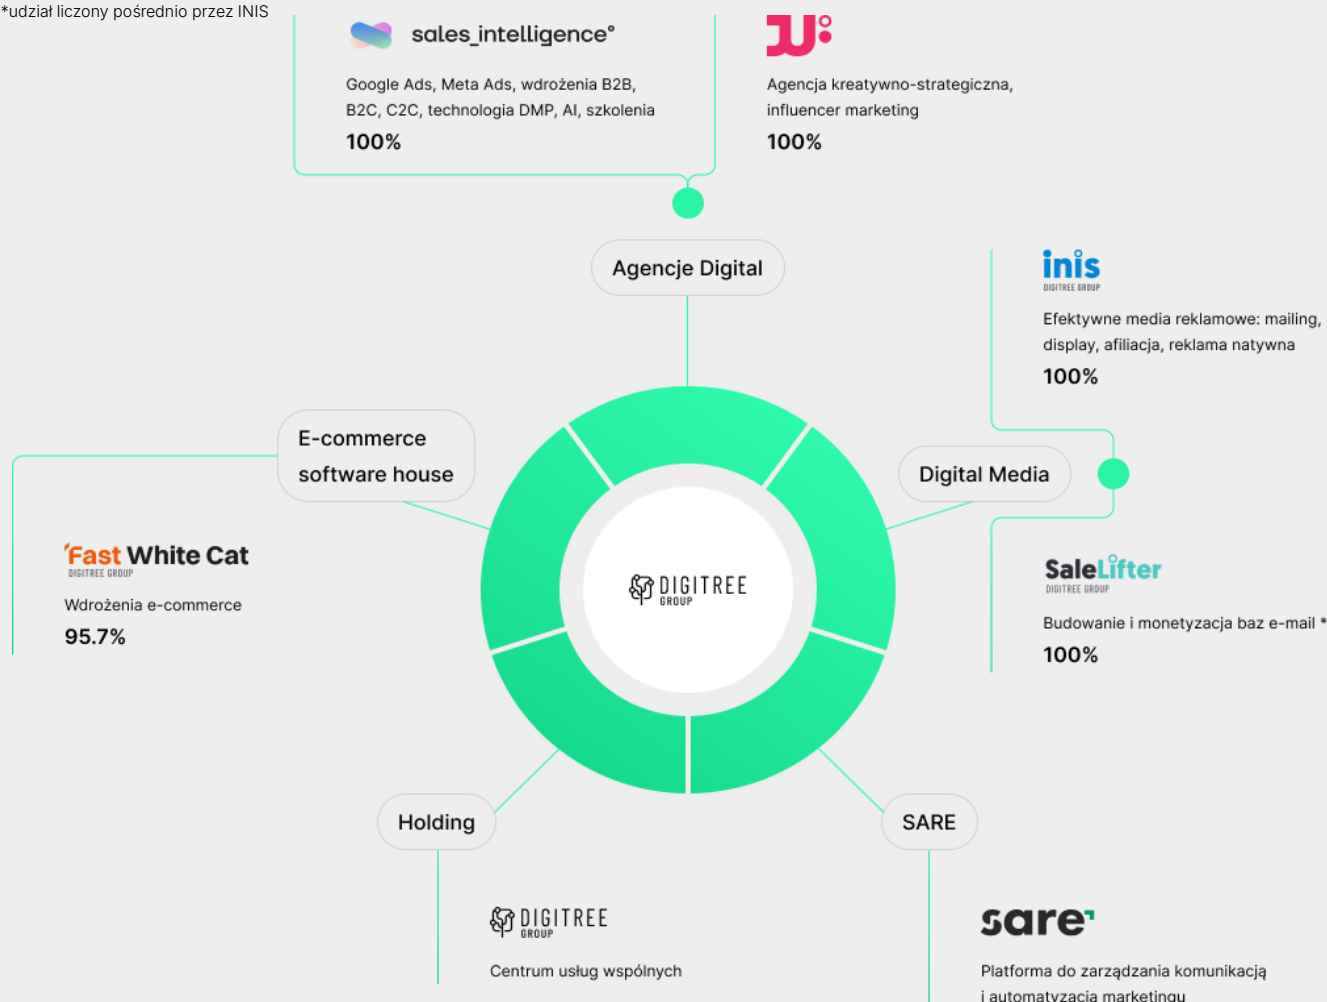 *udział liczony pośrednio przez INIS
sales_intelligence°
Google Ads, Meta Ads, wdrożenia B2B,
B2C, C2C, technologia DMP, AI, szkolenia
100%
Agencja kreatywno-strategiczna,
influencer marketing
100%
Agencje Digital
inis
DIGITREE GROUP
Efektywne media reklamowe: mailing,
display, afiliacja, reklama natywna
100%
E-commerce
software house
Digital Media
Fast White Cat
DIGITREE GROUP
Wdrożenia e-commerce
95.7%
SaleLifter
DIGITREE GROUP
Budowanie i monetyzacja baz e-mail *
100%
DIGITREE
GROUP
Holding
SARE
DIGITREE
GROUP
Centrum usług wspólnych
sare
Platforma do zarządzania komunikacją
i automatyzacja marketingu